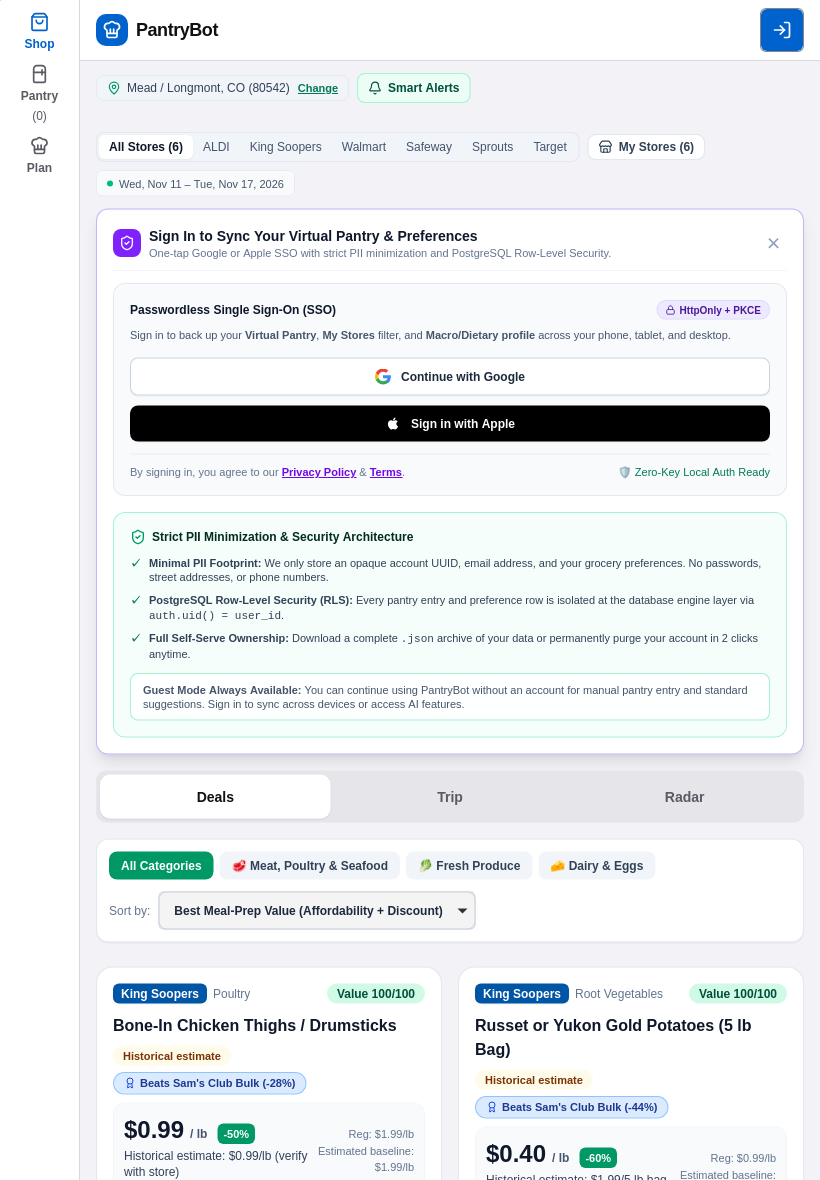 Shop
Pantry
(0)
Plan
PantryBot
Mead / Longmont, CO (80542) Change
Smart Alerts
All Stores (6) ALDI King Soopers Walmart Safeway Sprouts Target
My Stores (6)
Wed, Nov 11 – Tue, Nov 17, 2026
Sign In to Sync Your Virtual Pantry & Preferences
One-tap Google or Apple SSO with strict PII minimization and PostgreSQL Row-Level Security.
Passwordless Single Sign-On (SSO)
HttpOnly + PKCE
Sign in to back up your Virtual Pantry, My Stores filter, and Macro/Dietary profile across your phone, tablet, and desktop.
Continue with Google
Sign in with Apple
By signing in, you agree to our Privacy Policy & Terms.
Zero-Key Local Auth Ready
Strict PII Minimization & Security Architecture
✓ Minimal PII Footprint: We only store an opaque account UUID, email address, and your grocery preferences. No passwords,
street addresses, or phone numbers.
✓ PostgreSQL Row-Level Security (RLS): Every pantry entry and preference row is isolated at the database engine layer via
auth.uid() = user_id.
✓ Full Self-Serve Ownership: Download a complete .json archive of your data or permanently purge your account in 2 clicks
anytime.
Guest Mode Always Available: You can continue using PantryBot without an account for manual pantry entry and standard
suggestions. Sign in to sync across devices or access AI features.
Deals Trip Radar
All Categories 🥩 Meat, Poultry & Seafood 🥬 Fresh Produce 🧀 Dairy & Eggs
Sort by: Best Meal-Prep Value (Affordability + Discount)
King Soopers Poultry Value 100/100
Bone-In Chicken Thighs / Drumsticks
Historical estimate
Beats Sam's Club Bulk (-28%)
$0.99 / lb -50%
Historical estimate: $0.99/lb (verify
with store)
Reg: $1.99/lb
Estimated baseline:
$1.99/lb
King Soopers Root Vegetables Value 100/100
Russet or Yukon Gold Potatoes (5 lb
Bag)
Historical estimate
Beats Sam's Club Bulk (-44%)
$0.40 / lb -60%
Historical estimate: $1.99/5 lb bag
Reg: $0.99/lb
Estimated baseline: